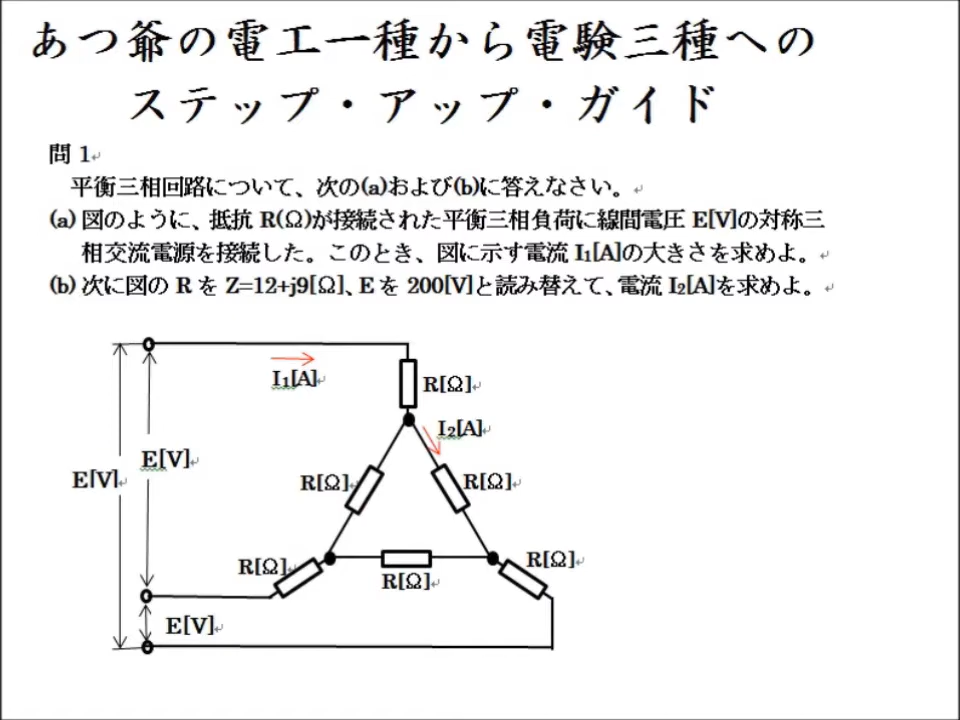 あつ爺の電工一種から電験三種への
ステップ・アップ・ガイド
問 1
平衡三相回路について、次の(a)および(b)に答えなさい。
(a) 図のように、抵抗 R(Ω)が接続された平衡三相負荷に線間電圧 E[V]の対称三
相交流電源を接続した。このとき、図に示す電流 I₁[A]の大きさを求めよ。
(b) 次に図の R を Z=12+j9[Ω]、E を 200[V]と読み替えて、電流 I₂[A]を求めよ。
I₁[A]
R[Ω]
I₂[A]
E[V]
E[V]
R[Ω]
R[Ω]
R[Ω]
R[Ω]
R[Ω]
E[V]